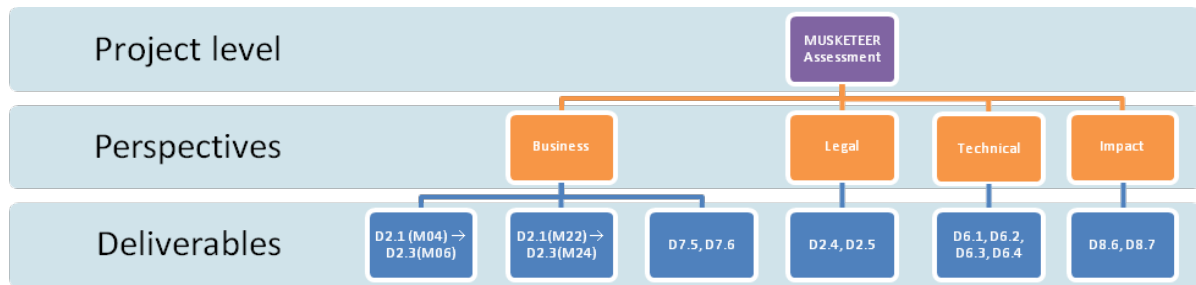 Project level
MUSKETEER
Assessment
Perspectives
Business
Legal
Technical
Impact
Deliverables
D2.1 (M04) →
D2.3(M06)
D2.1(M22) →
D2.3(M24)
D7.5, D7.6
D2.4, D2.5
D6.1, D6.2,
D6.3, D6.4
D8.6, D8.7